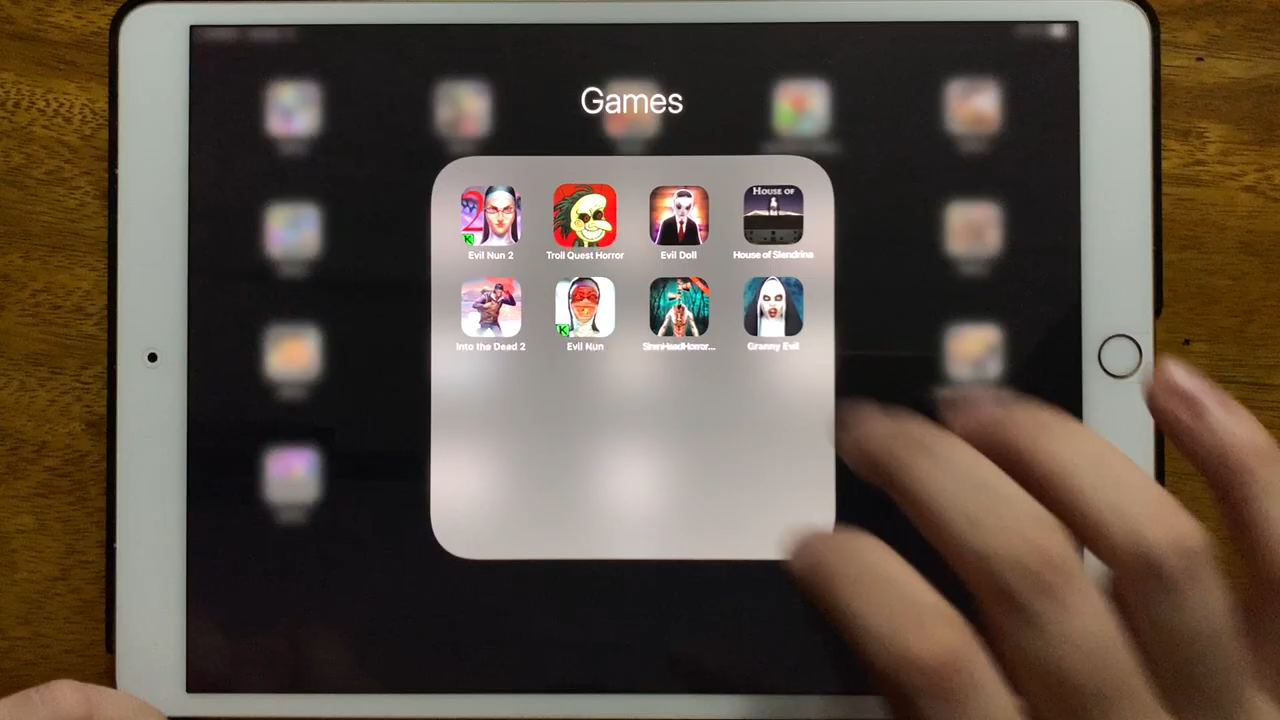 Games
Evil Nun 2
Troll Quest Horror
Evil Doll
House of Slendrina
Into the Dead 2
Evil Nun
SirenHeadHorror...
Granny Evil
2
HOUSE OF
K
K